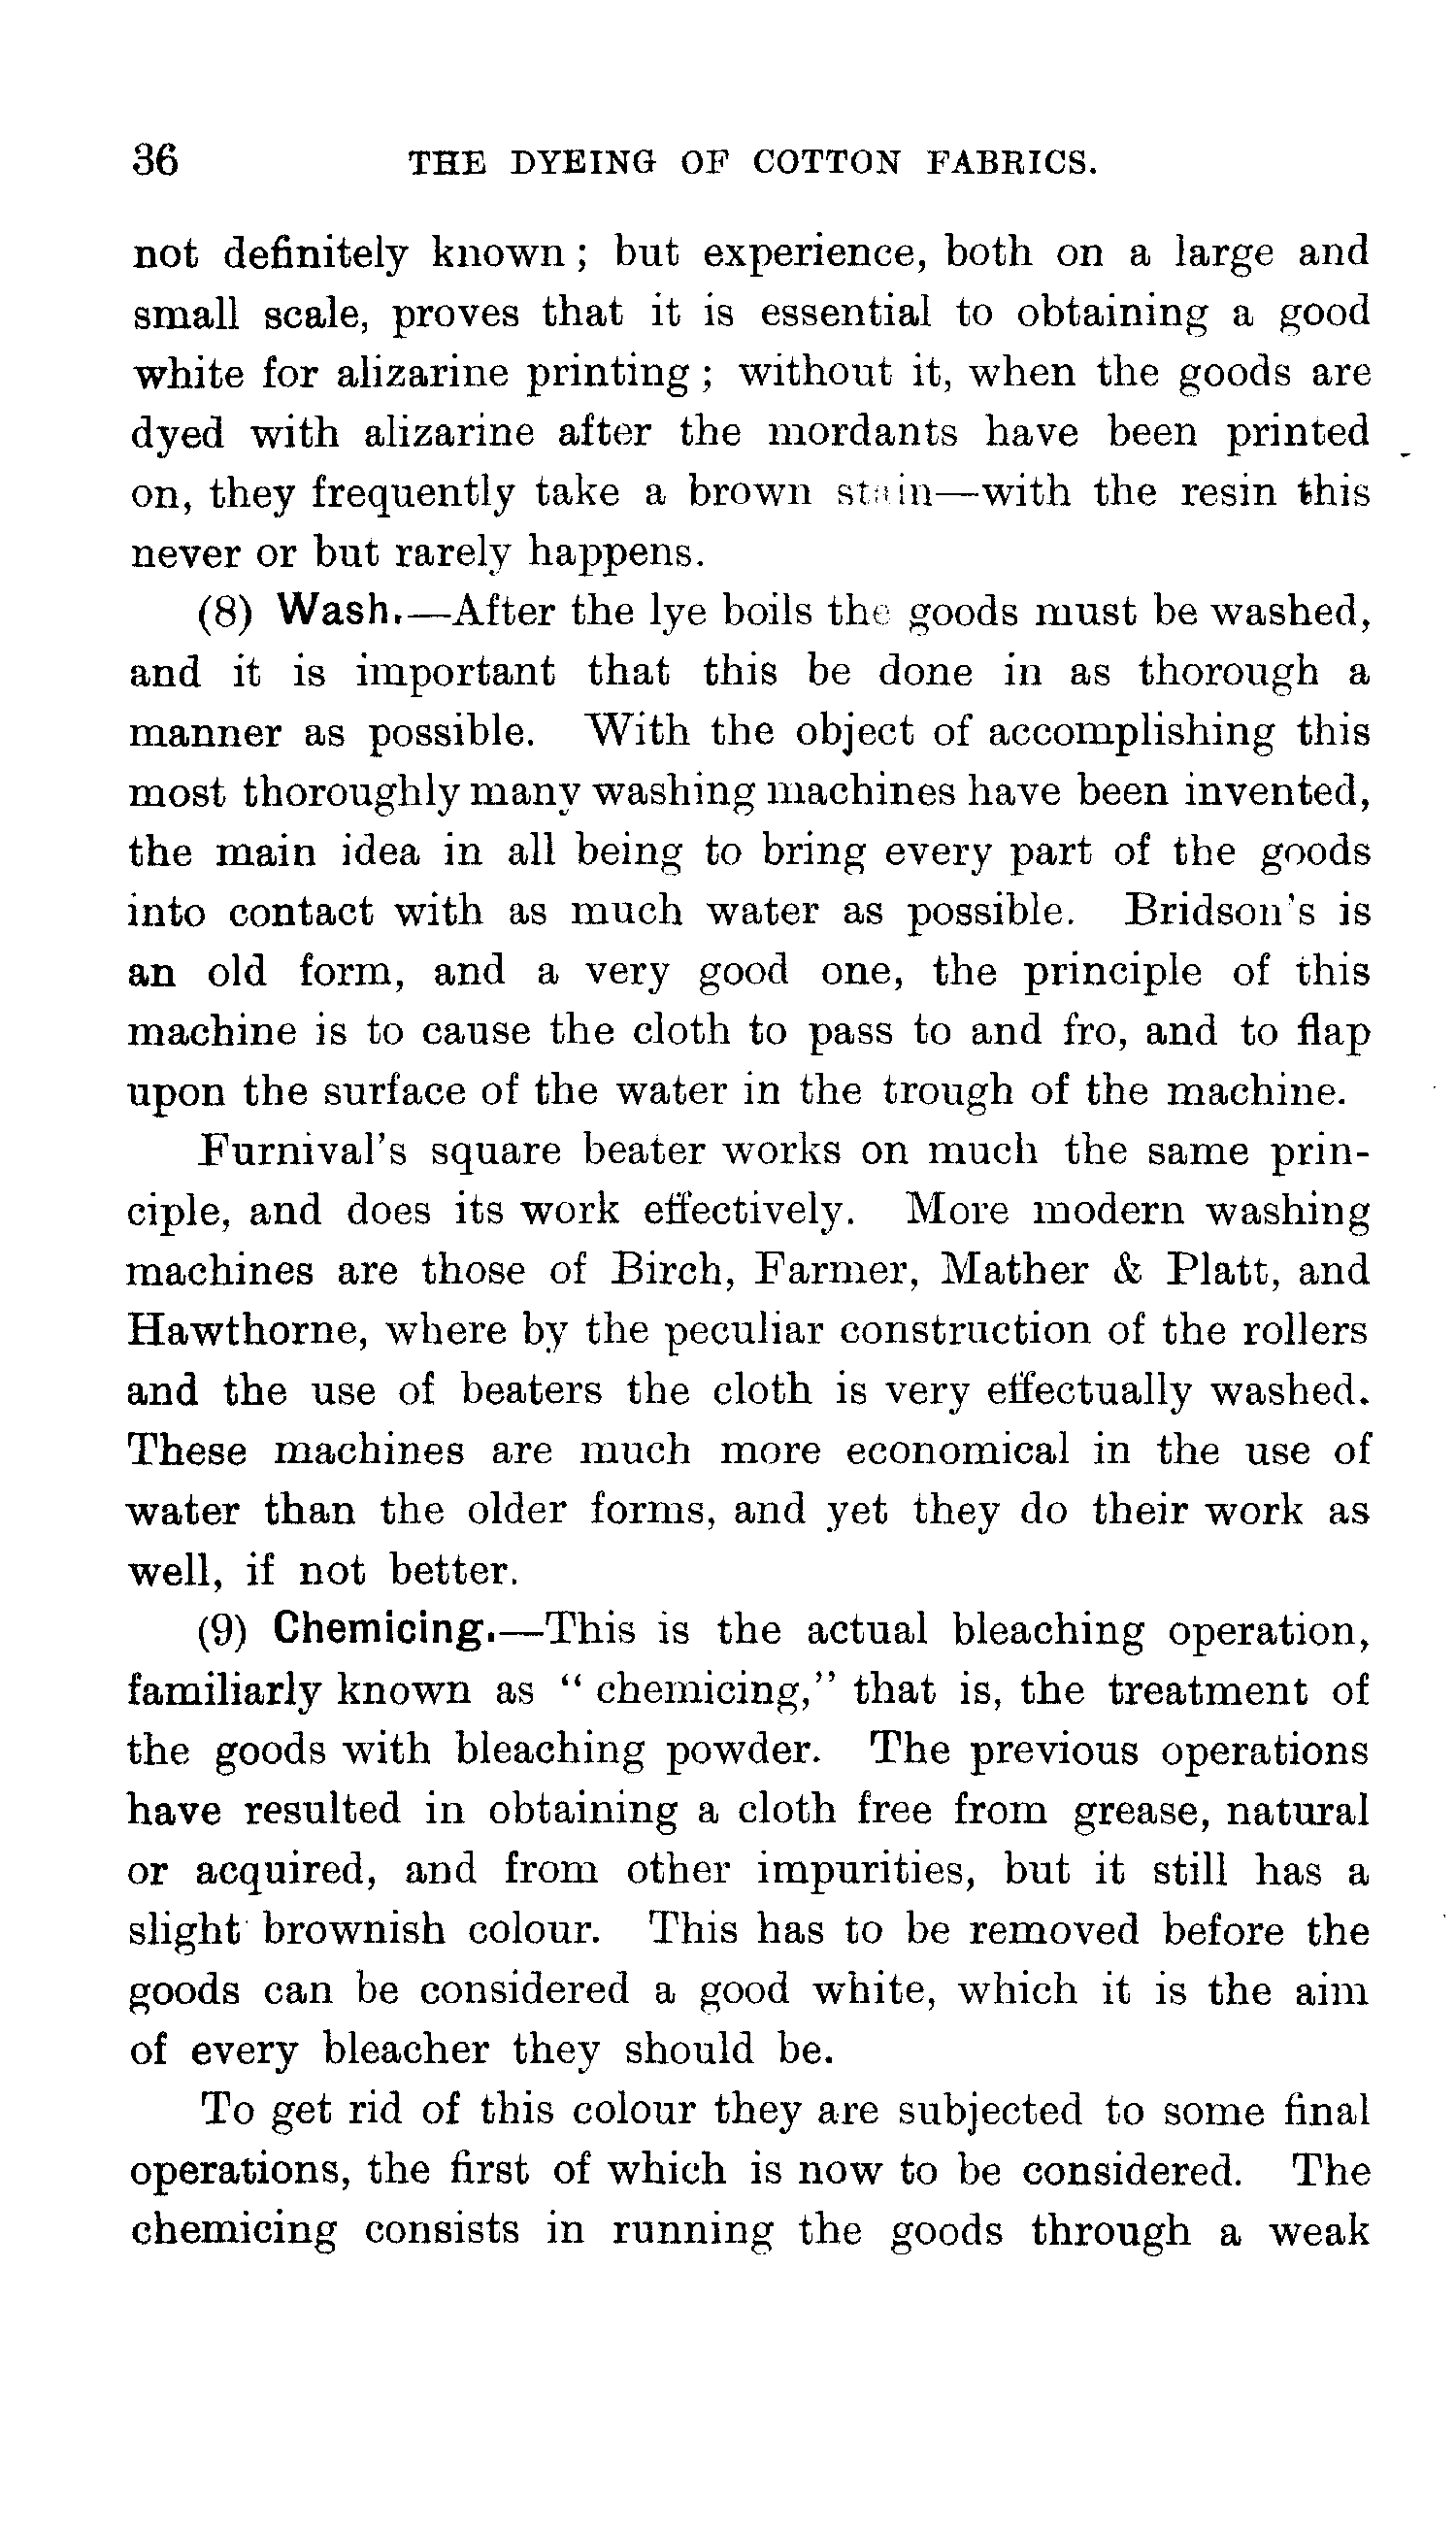 36 THE DYEING OF COTTON FABRICS.
not definitely known; but experience, both on a large and
small scale, proves that it is essential to obtaining a good
white for alizarine printing; without it, when the goods are
dyed with alizarine after the mordants have been printed
on, they frequently take a brown stain—with the resin this
never or but rarely happens.
(8) Wash.—After the lye boils the goods must be washed,
and it is important that this be done in as thorough a
manner as possible. With the object of accomplishing this
most thoroughly many washing machines have been invented,
the main idea in all being to bring every part of the goods
into contact with as much water as possible. Bridson's is
an old form, and a very good one, the principle of this
machine is to cause the cloth to pass to and fro, and to flap
upon the surface of the water in the trough of the machine.
Furnival's square beater works on much the same prin-
ciple, and does its work effectively. More modern washing
machines are those of Birch, Farmer, Mather & Platt, and
Hawthorne, where by the peculiar construction of the rollers
and the use of beaters the cloth is very effectually washed.
These machines are much more economical in the use of
water than the older forms, and yet they do their work as
well, if not better.
(9) Chemicing.—This is the actual bleaching operation,
familiarly known as "chemicing," that is, the treatment of
the goods with bleaching powder. The previous operations
have resulted in obtaining a cloth free from grease, natural
or acquired, and from other impurities, but it still has a
slight brownish colour. This has to be removed before the
goods can be considered a good white, which it is the aim
of every bleacher they should be.
To get rid of this colour they are subjected to some final
operations, the first of which is now to be considered. The
chemicing consists in running the goods through a weak